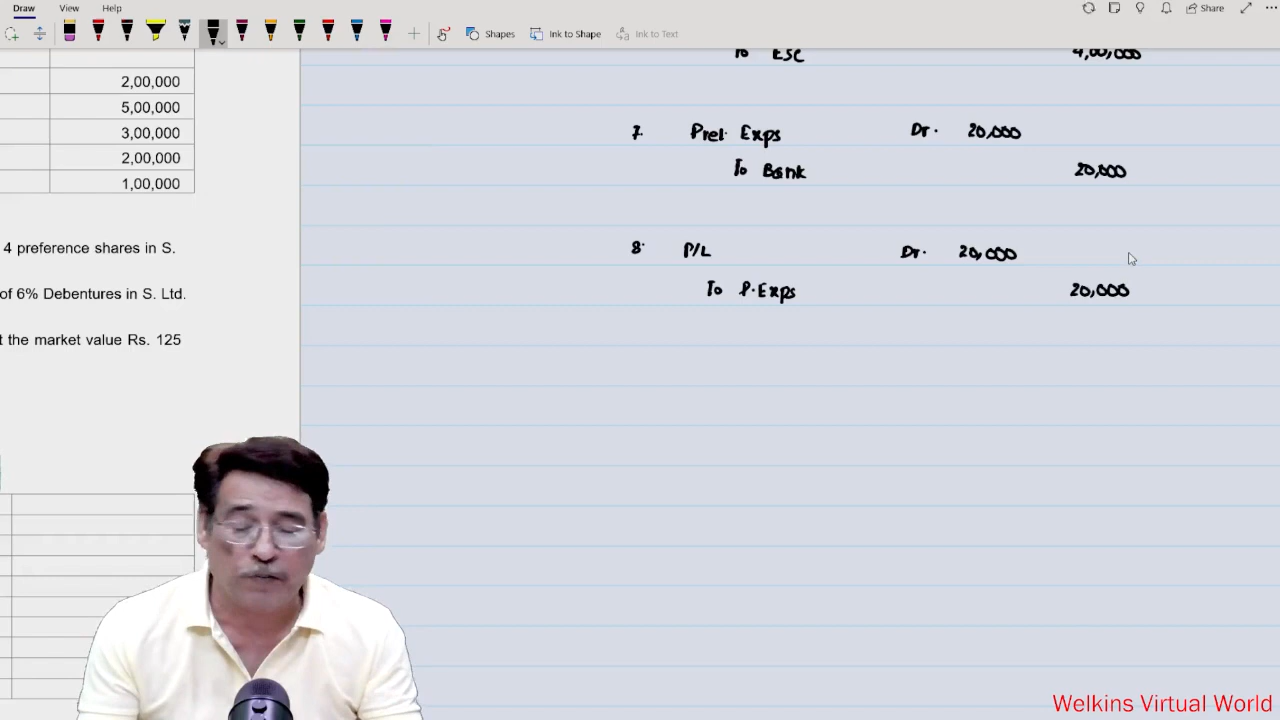 Draw View Help Share
Shapes Ink to Shape Ink to Text
To ESC 4,00,000
2,00,000
5,00,000
3,00,000
2,00,000
1,00,000
7. Prel. Exps Dr. 20,000
To Bank 20,000
4 preference shares in S.
of 6% Debentures in S. Ltd.
t the market value Rs. 125
8. P/L Dr. 20,000
To P. Exps 20,000
Welkins Virtual World